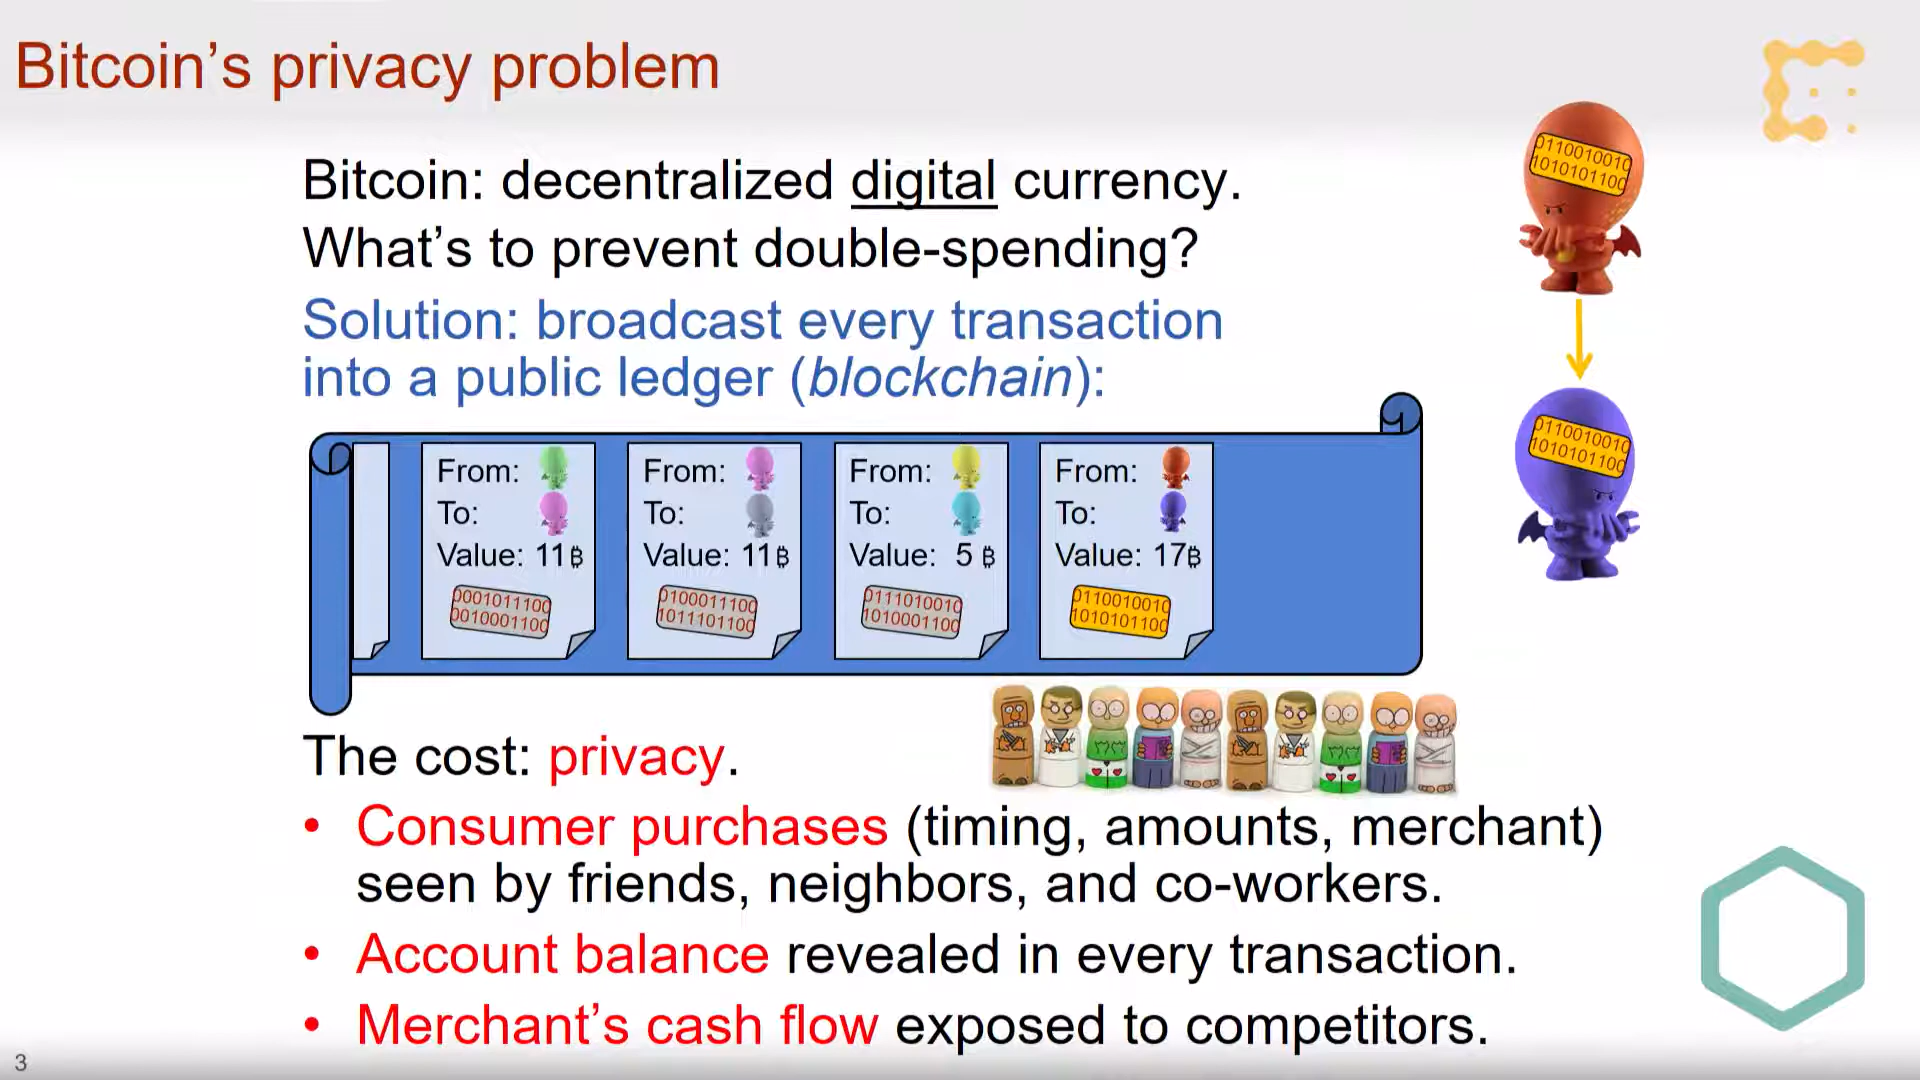 Bitcoin’s privacy problem
Bitcoin: decentralized digital currency.
What’s to prevent double-spending?
Solution: broadcast every transaction
into a public ledger (blockchain):
0110010010
1010101100
0110010010
1010101100
From:
To:
Value: 11฿
0001011100
0010001100
From:
To:
Value: 11฿
0100011100
1011101100
From:
To:
Value: 5 ฿
0111010010
1010001100
From:
To:
Value: 17฿
0110010010
1010101100
The cost: privacy.
• Consumer purchases (timing, amounts, merchant)
seen by friends, neighbors, and co-workers.
• Account balance revealed in every transaction.
• Merchant’s cash flow exposed to competitors.
3